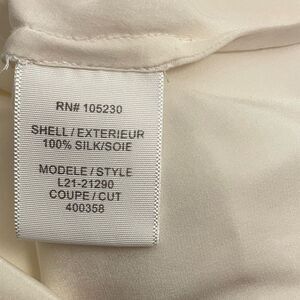 RN# 105230
SHELL/EXTERIEUR
100% SILK/SOIE
MODELE/STYLE
L21-21290
COUPE/CUT
400358